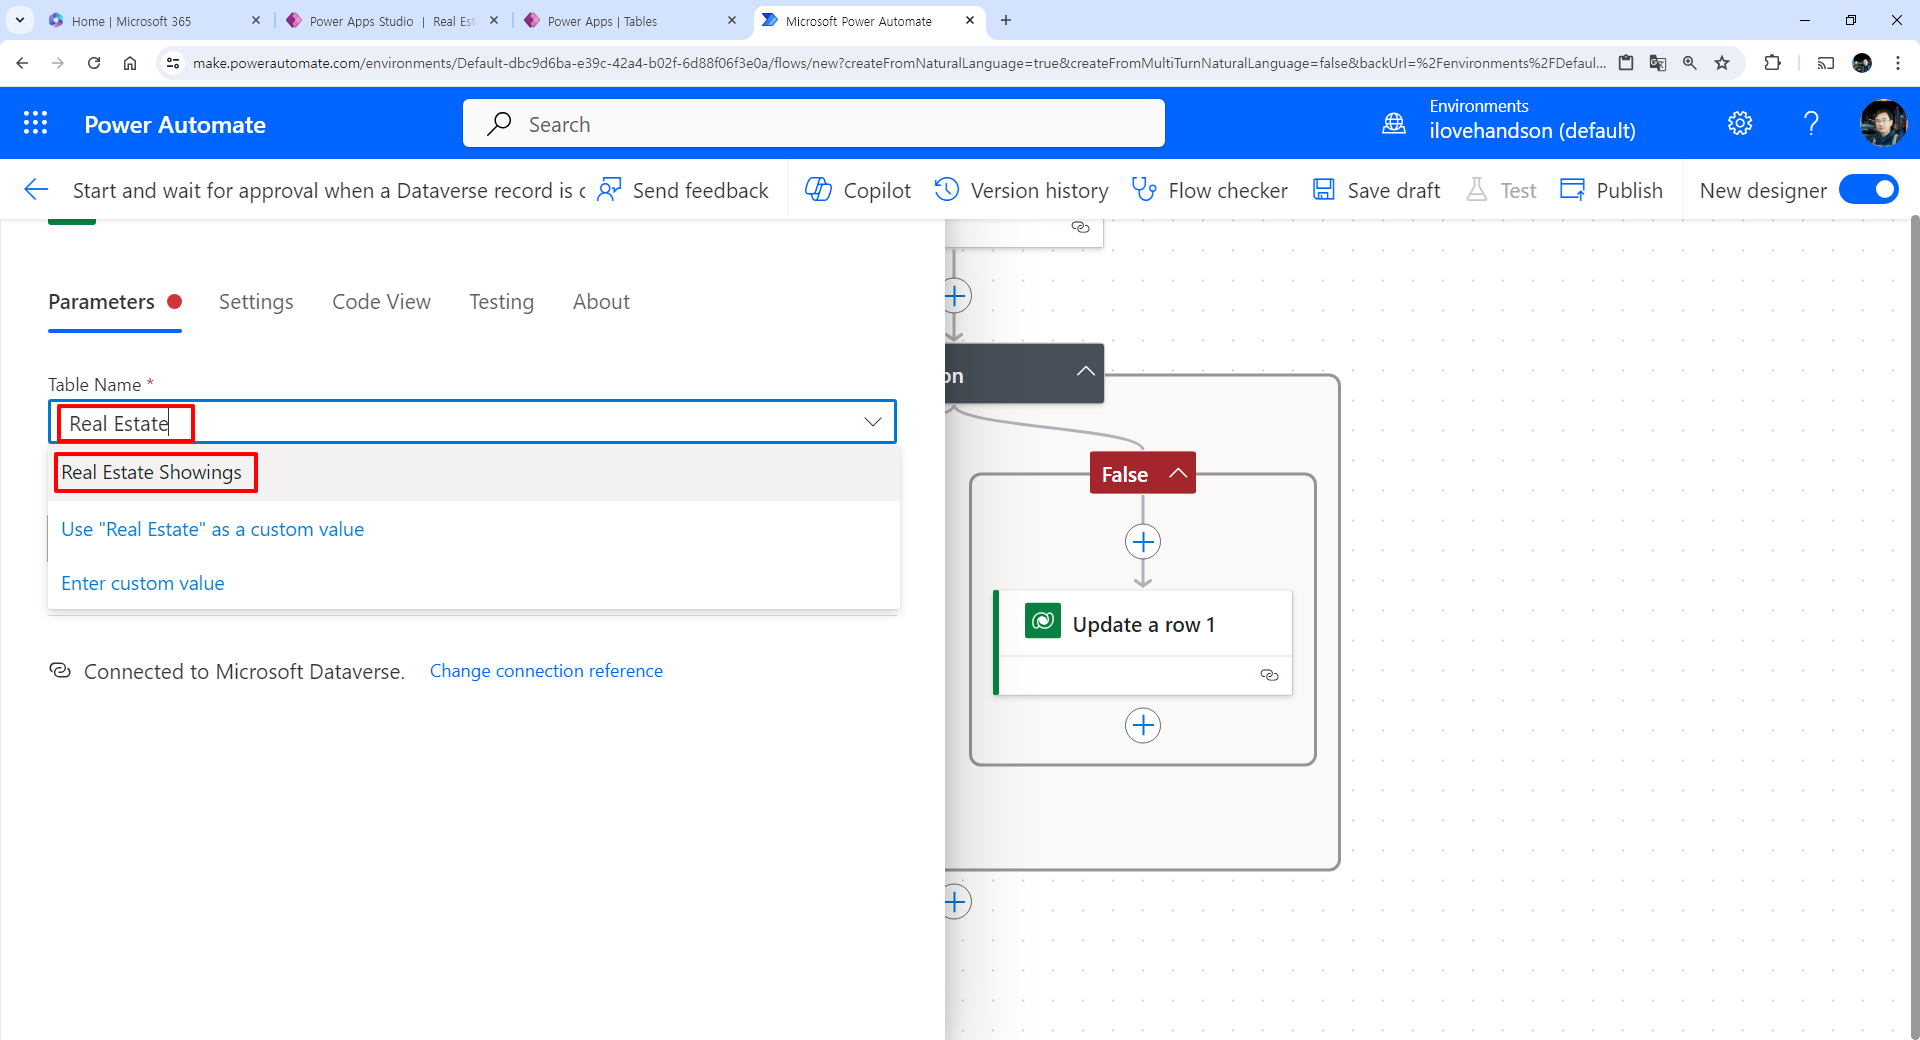 Home | Microsoft 365
Power Apps Studio | Real Est
Power Apps | Tables
Microsoft Power Automate
make.powerautomate.com/environments/Default-dbc9d6ba-e39c-42a4-b02f-6d88f06f3e0a/flows/new?createFromNaturalLanguage=true&createFromMultiTurnNaturalLanguage=false&backUrl=%2Fenvironments%2FDefaul...
Power Automate
Search
Environments
ilovehandson (default)
Start and wait for approval when a Dataverse record is c
Send feedback
Copilot
Version history
Flow checker
Save draft
Test
Publish
New designer
Parameters
Settings
Code View
Testing
About
Table Name *
Real Estate
Real Estate Showings
Use "Real Estate" as a custom value
Enter custom value
Connected to Microsoft Dataverse.
Change connection reference
on
False
Update a row 1